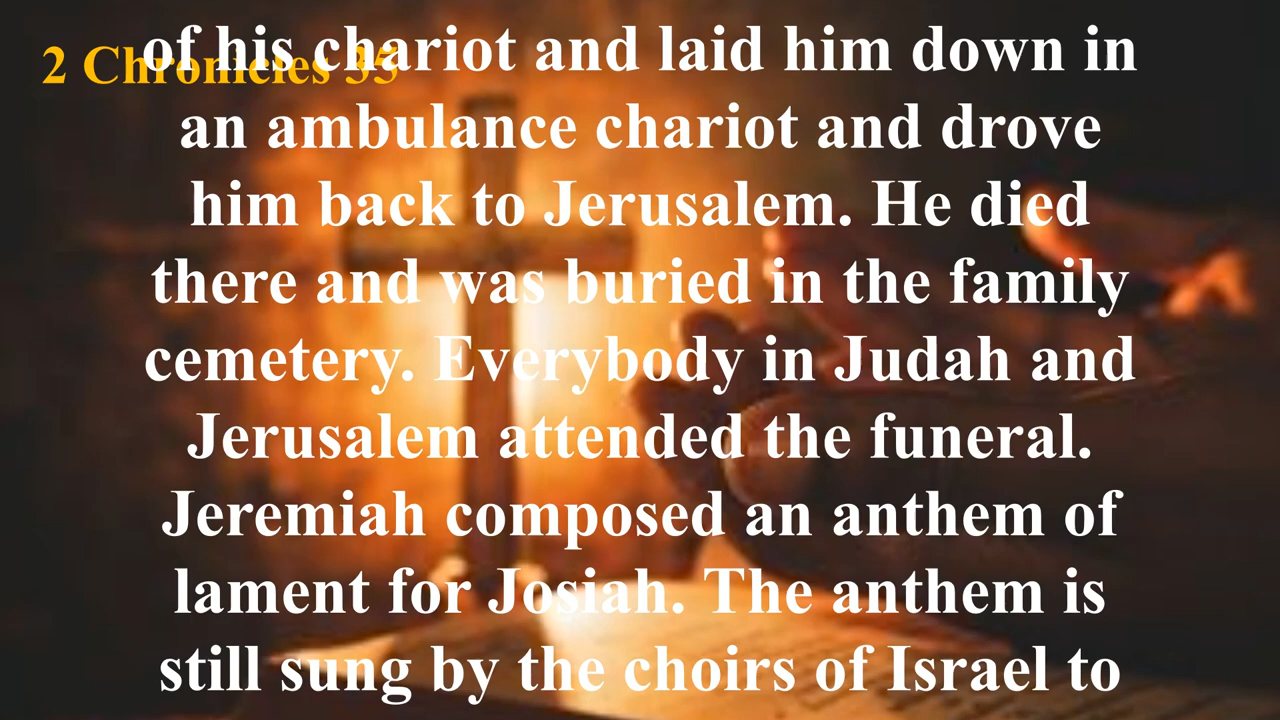 2 Chronicles 35
of his chariot and laid him down in
an ambulance chariot and drove
him back to Jerusalem. He died
there and was buried in the family
cemetery. Everybody in Judah and
Jerusalem attended the funeral.
Jeremiah composed an anthem of
lament for Josiah. The anthem is
still sung by the choirs of Israel to